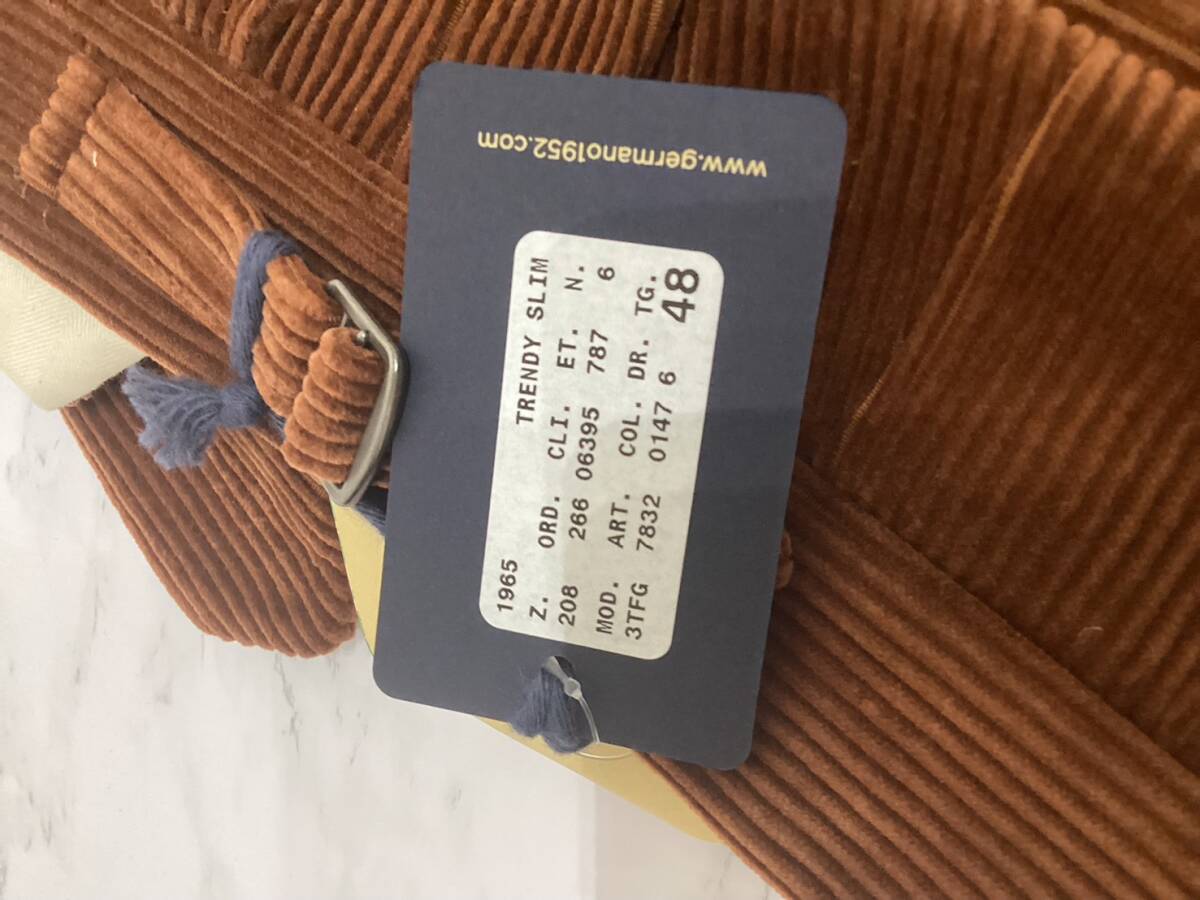 www.germano1952.com
1965 TRENDY SLIM
Z. ORD. CLI. ET. N.
208 266 06395 787 6
MOD. ART. COL. DR. TG.
3TFG 7832 0147 6 48